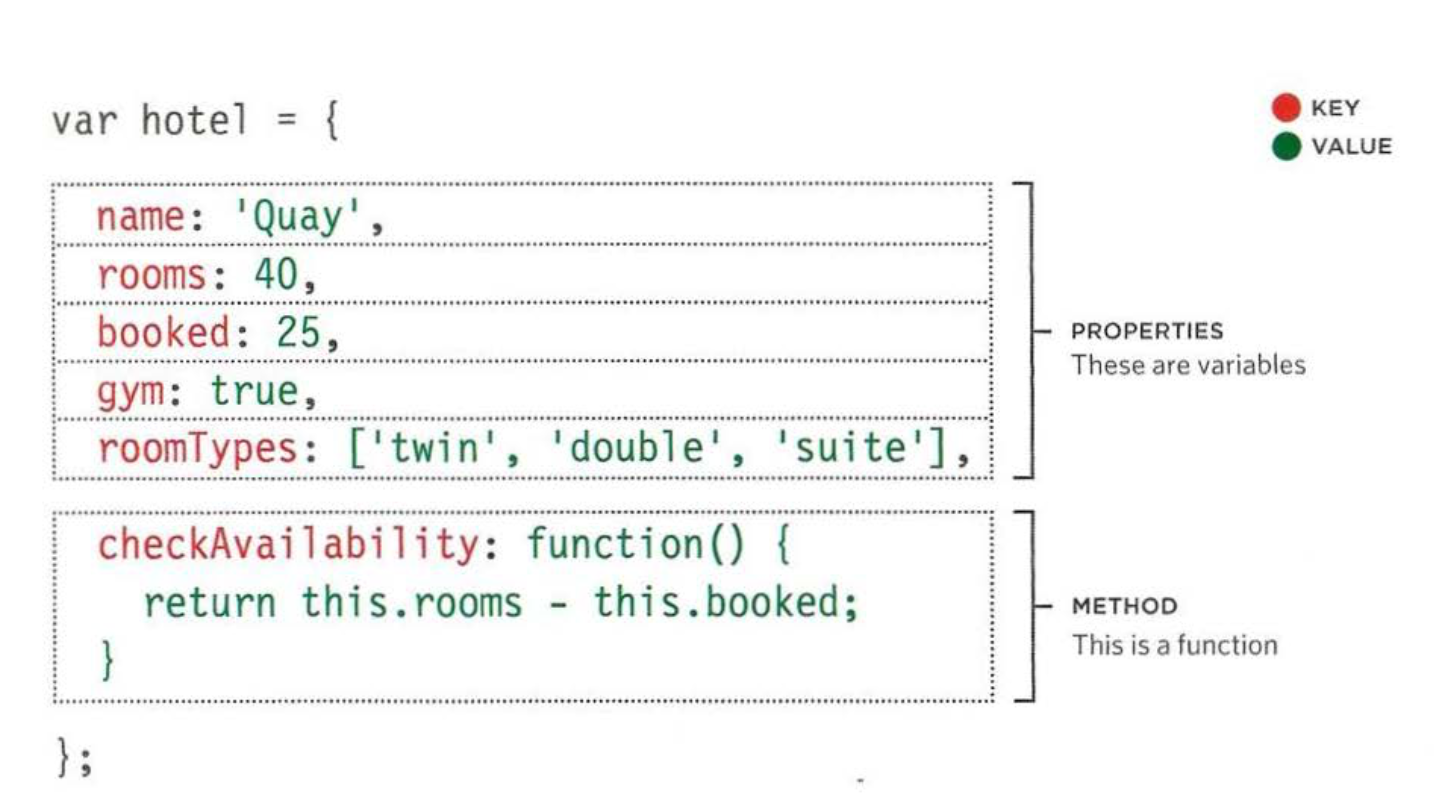 var hotel = {
KEY
VALUE
name: 'Quay',
rooms: 40,
booked: 25,
gym: true,
roomTypes: ['twin', 'double', 'suite'],
PROPERTIES
These are variables
checkAvailability: function() {
return this.rooms - this.booked;
}
METHOD
This is a function
};